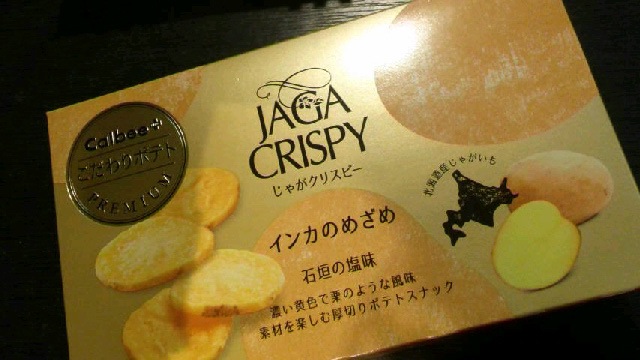 Calbee+
こだわりポテト
PREMIUM
JAGA
CRISPY
じゃがクリスピー
北海道産じゃがいも
インカのめざめ
石垣の塩味
濃い黄色で栗のような風味
素材を楽しむ厚切りポテトスナック